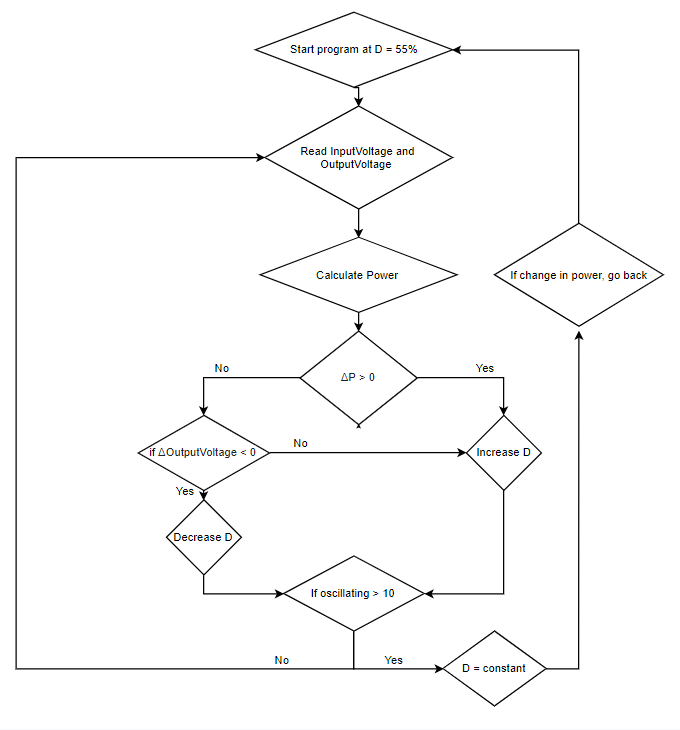 Start program at D = 55%
Read InputVoltage and
OutputVoltage
Calculate Power
If change in power, go back
No
ΔP > 0
Yes
if ΔOutputVoltage < 0
No
Increase D
Yes
Decrease D
If oscillating > 10
No
Yes
D = constant